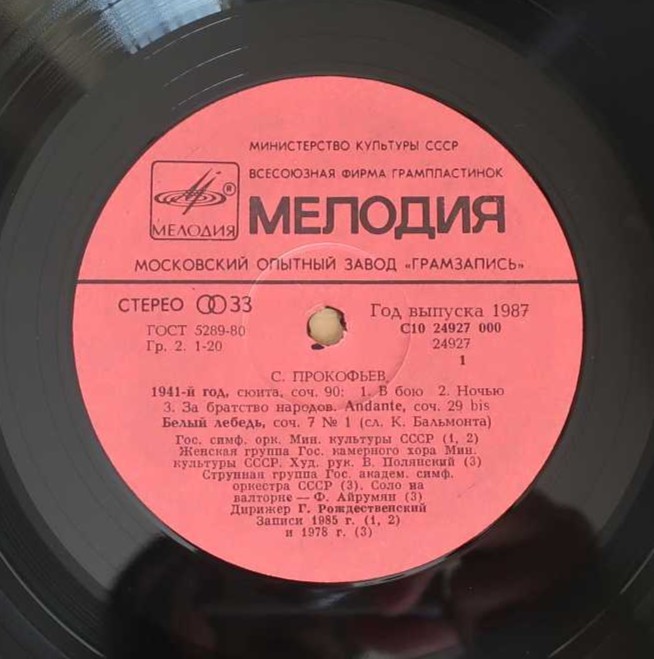 МИНИСТЕРСТВО КУЛЬТУРЫ СССР
ВСЕСОЮЗНАЯ ФИРМА ГРАМПЛАСТИНОК
МЕЛОДИЯ ®
МЕЛОДИЯ
МОСКОВСКИЙ ОПЫТНЫЙ ЗАВОД «ГРАМЗАПИСЬ»
СТЕРЕО 33
Год выпуска 1987
ГОСТ 5289-80
С10 24927 000
Гр. 2. 1-20
24927
1
С. ПРОКОФЬЕВ
1941-й год, сюита, соч. 90: 1. В бою 2. Ночью
3. За братство народов. Andante, соч. 29 bis
Белый лебедь, соч. 7 № 1 (сл. К. Бальмонта)
Гос. симф. орк. Мин. культуры СССР (1, 2)
Женская группа Гос. камерного хора Мин.
культуры СССР. Худ. рук. В. Полянский (3)
Струнная группа Гос. академ. симф.
оркестра СССР (3). Соло на
валторне — Ф. Айрумян (3)
Дирижер Г. Рождественский
Записи 1985 г. (1, 2)
и 1978 г. (3)